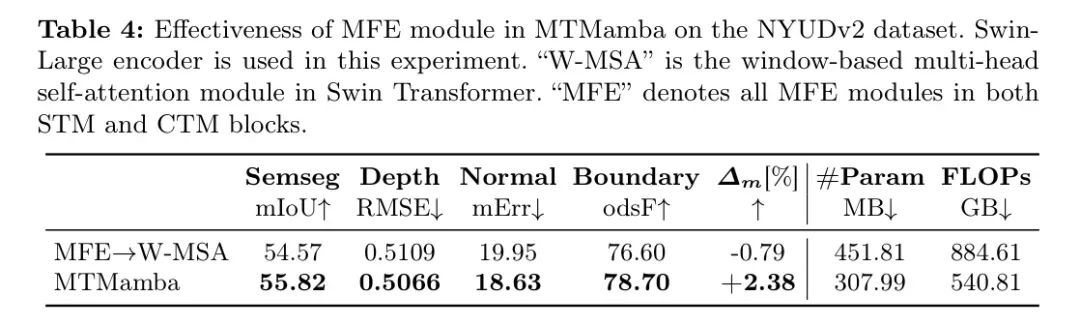 Table 4: Effectiveness of MFE module in MTMamba on the NYUDv2 dataset. Swin-
Large encoder is used in this experiment. “W-MSA” is the window-based multi-head
self-attention module in Swin Transformer. “MFE” denotes all MFE modules in both
STM and CTM blocks.
Semseg Depth Normal Boundary Δm[%] #Param FLOPs
mIoU↑ RMSE↓ mErr↓ odsF↑ ↑ MB↓ GB↓
MFE→W-MSA 54.57 0.5109 19.95 76.60 -0.79 451.81 884.61
MTMamba 55.82 0.5066 18.63 78.70 +2.38 307.99 540.81